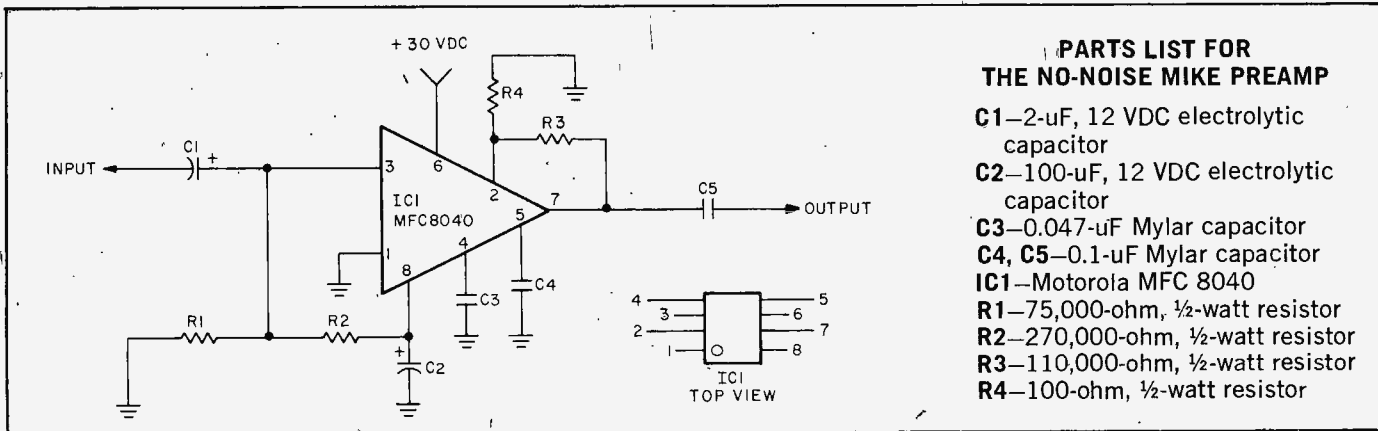 +30 VDC
R4
R3
C1
+
INPUT
3
6
2
IC1
MFC8040
7
C5
OUTPUT
5
1
4
8
C3
C4
R1
R2
+
C2
4
5
3
6
2
7
1
8
IC1
TOP VIEW
PARTS LIST FOR
THE NO-NOISE MIKE PREAMP
C1—2-uF, 12 VDC electrolytic
capacitor
C2—100-uF, 12 VDC electrolytic
capacitor
C3—0.047-uF Mylar capacitor
C4, C5—0.1-uF Mylar capacitor
IC1—Motorola MFC 8040
R1—75,000-ohm, ½-watt resistor
R2—270,000-ohm, ½-watt resistor
R3—110,000-ohm, ½-watt resistor
R4—100-ohm, ½-watt resistor